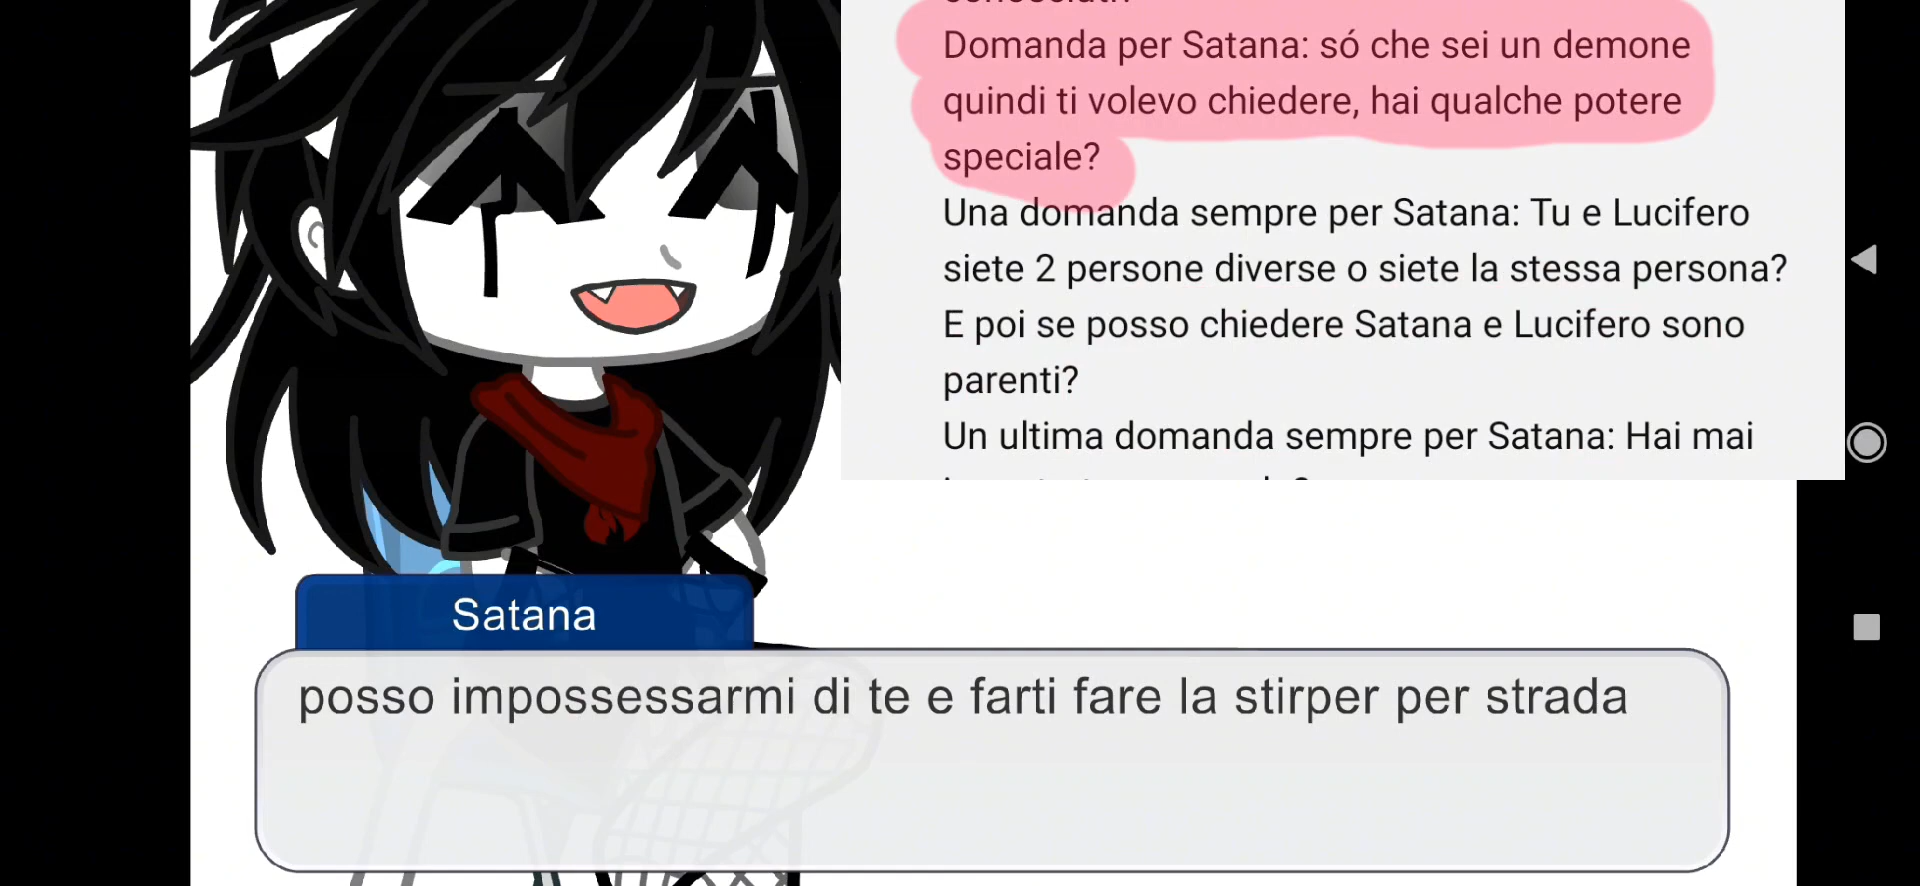 Domanda per Satana: só che sei un demone
quindi ti volevo chiedere, hai qualche potere
speciale?
Una domanda sempre per Satana: Tu e Lucifero
siete 2 persone diverse o siete la stessa persona?
E poi se posso chiedere Satana e Lucifero sono
parenti?
Un ultima domanda sempre per Satana: Hai mai
Satana
posso impossessarmi di te e farti fare la stirper per strada